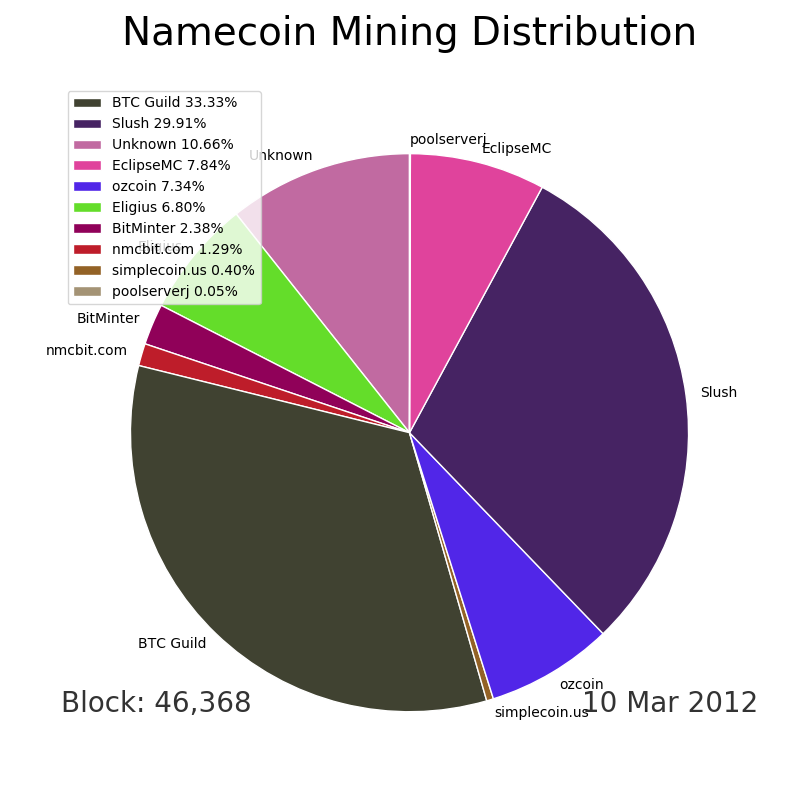 Namecoin Mining Distribution
BTC Guild 33.33%
Slush 29.91%
Unknown 10.66%
EclipseMC 7.84%
ozcoin 7.34%
Eligius 6.80%
BitMinter 2.38%
nmcbit.com 1.29%
simplecoin.us 0.40%
poolserverj 0.05%
poolserverj
EclipseMC
Unknown
Eligius
BitMinter
nmcbit.com
Slush
BTC Guild
ozcoin
simplecoin.us
Block: 46,368
10 Mar 2012